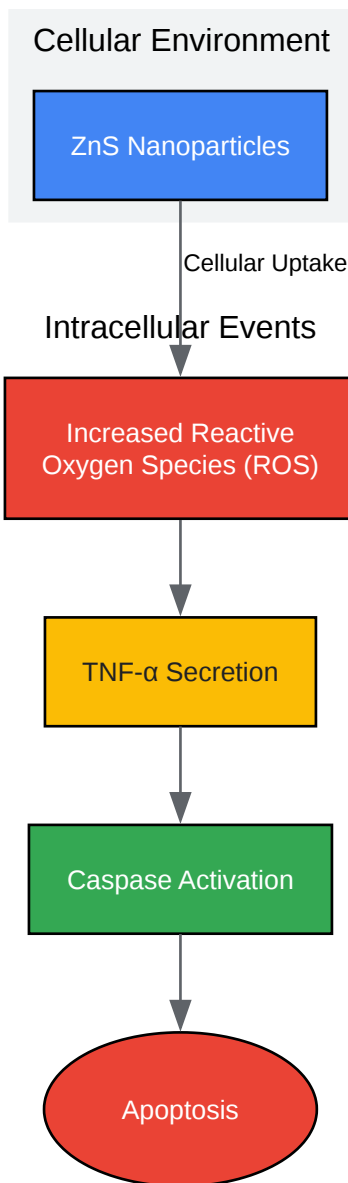 Cellular Environment
ZnS Nanoparticles
Cellular Uptake
Intracellular Events
Increased Reactive
Oxygen Species (ROS)
TNF-α Secretion
Caspase Activation
Apoptosis